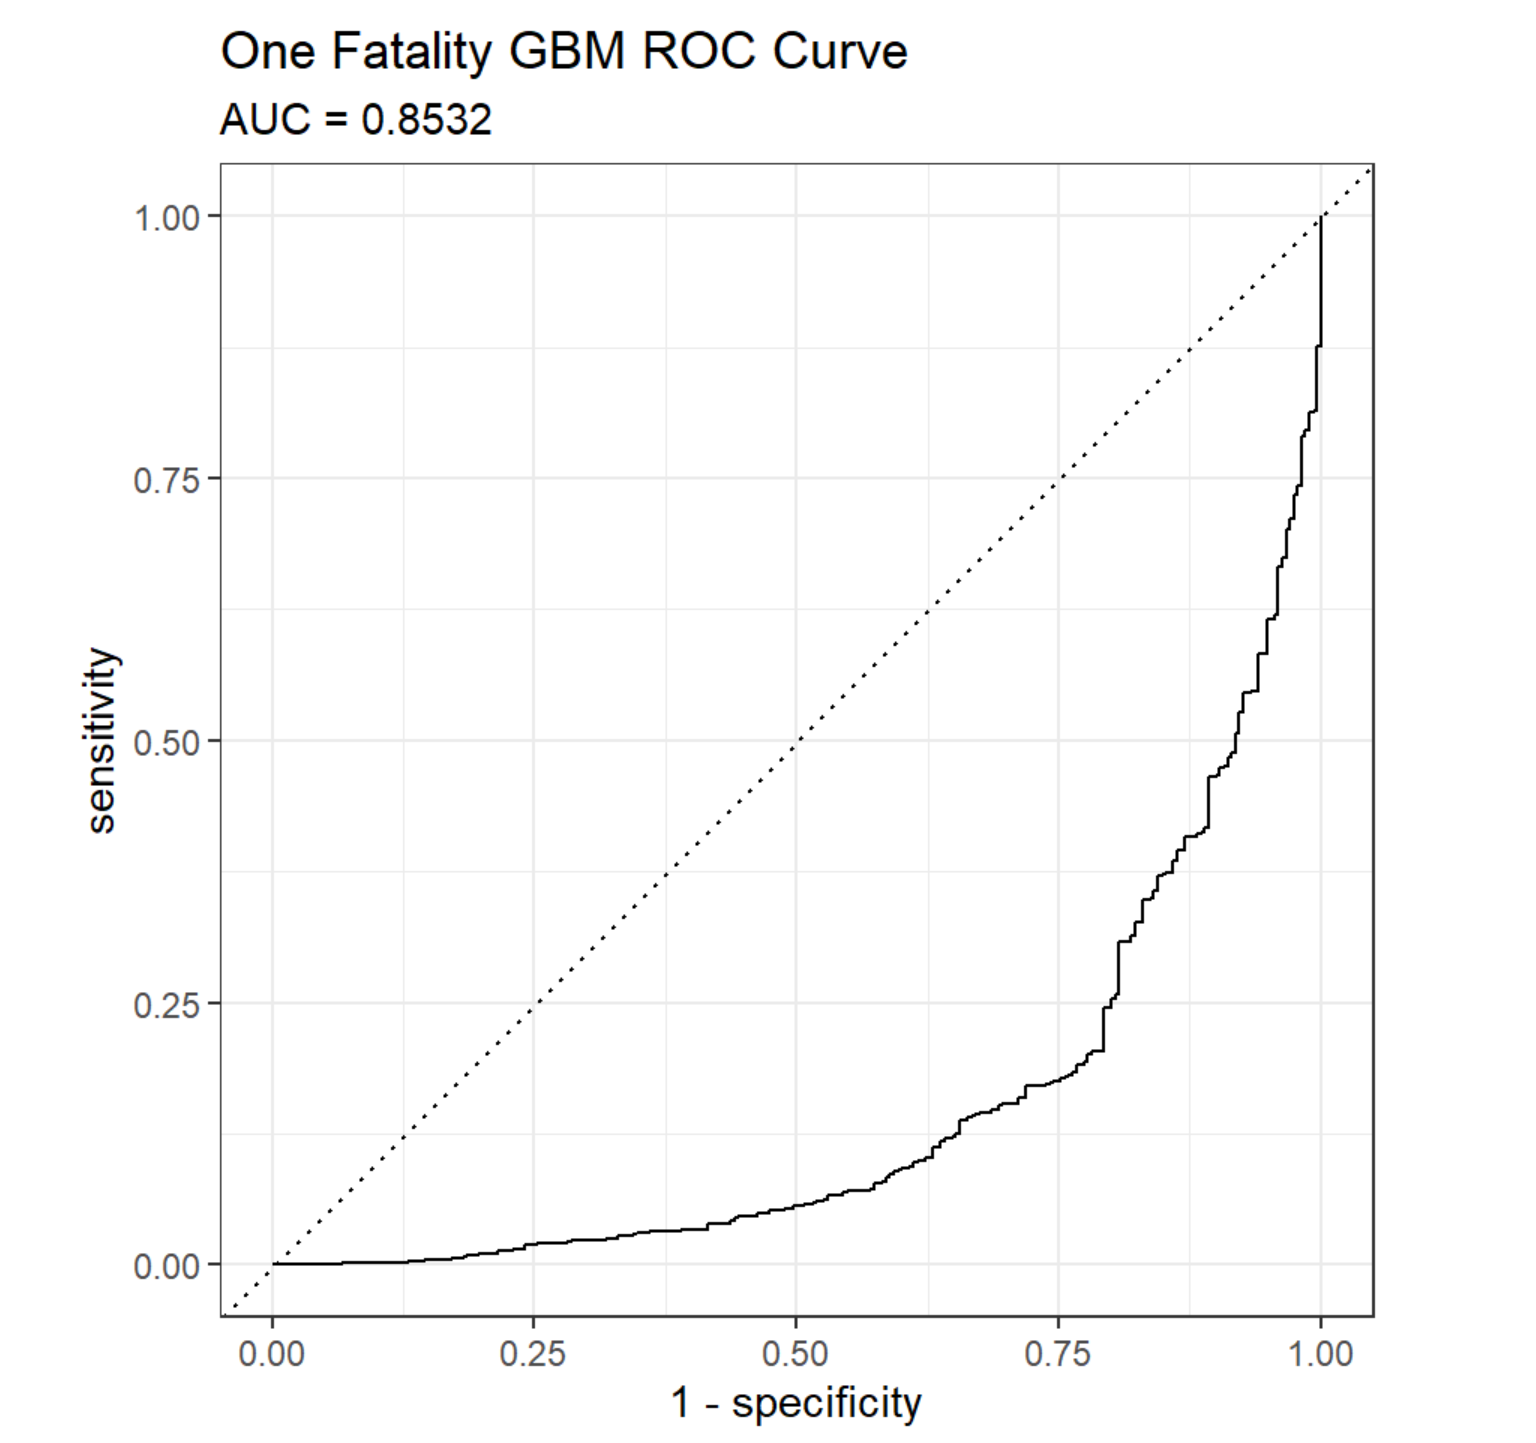 One Fatality GBM ROC Curve
AUC = 0.8532
1.00
0.75
0.50
0.25
0.00
sensitivity
0.00 0.25 0.50 0.75 1.00
1 - specificity